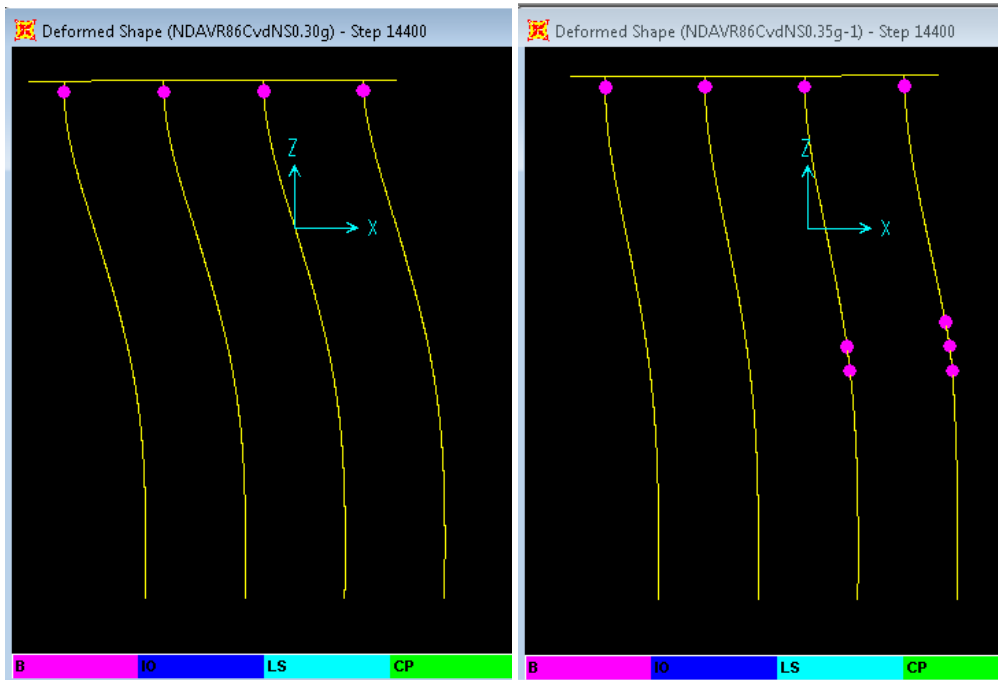 Deformed Shape (NDAVR86CvdNS0.30g) - Step 14400
Z
X
B IO LS CP
Deformed Shape (NDAVR86CvdNS0.35g-1) - Step 14400
Z
X
B IO LS CP